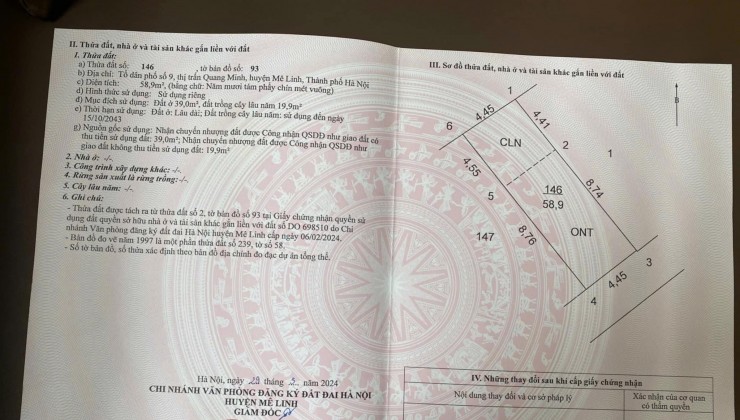 II. Thửa đất, nhà ở và tài sản khác gắn liền với đất
1. Thửa đất:
a) Thửa đất số: 146 , tờ bản đồ số: 93
b) Địa chỉ: Tổ dân phố số 9, thị trấn Quang Minh, huyện Mê Linh, Thành phố Hà Nội
c) Diện tích: 58,9m², (bằng chữ: Năm mươi tám phẩy chín mét vuông)
d) Hình thức sử dụng: Sử dụng riêng
đ) Mục đích sử dụng: Đất ở 39,0m²; đất trồng cây lâu năm 19,9m²
e) Thời hạn sử dụng: Đất ở: Lâu dài; Đất trồng cây lâu năm: sử dụng đến ngày
15/10/2043
g) Nguồn gốc sử dụng: Nhận chuyển nhượng đất được Công nhận QSDĐ như giao đất có
thu tiền sử dụng đất: 39,0m²; Nhận chuyển nhượng đất được Công nhận QSDĐ như
giao đất không thu tiền sử dụng đất: 19,9m²
2. Nhà ở: -/-
3. Công trình xây dựng khác: -/-
4. Rừng sản xuất là rừng trồng: -/-
5. Cây lâu năm: -/-
6. Ghi chú:
- Thửa đất được tách ra từ thửa đất số 2, tờ bản đồ số 93 tại Giấy chứng nhận quyền sử
dụng đất quyền sở hữu nhà ở và tài sản khác gắn liền với đất số DO 698510 do Chi
nhánh Văn phòng đăng ký đất đai Hà Nội huyện Mê Linh cấp ngày 06/02/2024.
- Bản đồ đo vẽ năm 1997 là một phần thửa đất số 239, tờ số 58.
- Số tờ bản đồ, số thửa xác định theo bản đồ địa chính đo đạc dự án tổng thể.
Hà Nội, ngày tháng năm 2024
CHI NHÁNH VĂN PHÒNG ĐĂNG KÝ ĐẤT ĐAI HÀ NỘI
HUYỆN MÊ LINH
GIÁM ĐỐC
III. Sơ đồ thửa đất, nhà ở và tài sản khác gắn liền với đất
B
1
4,45
6
4,41
CLN
2
1
4,55
146
58,9
8,74
5
147
8,76
ONT
3
4,45
4
IV. Những thay đổi sau khi cấp giấy chứng nhận
Nội dung thay đổi và cơ sở pháp lý
Xác nhận của cơ quan
có thẩm quyền